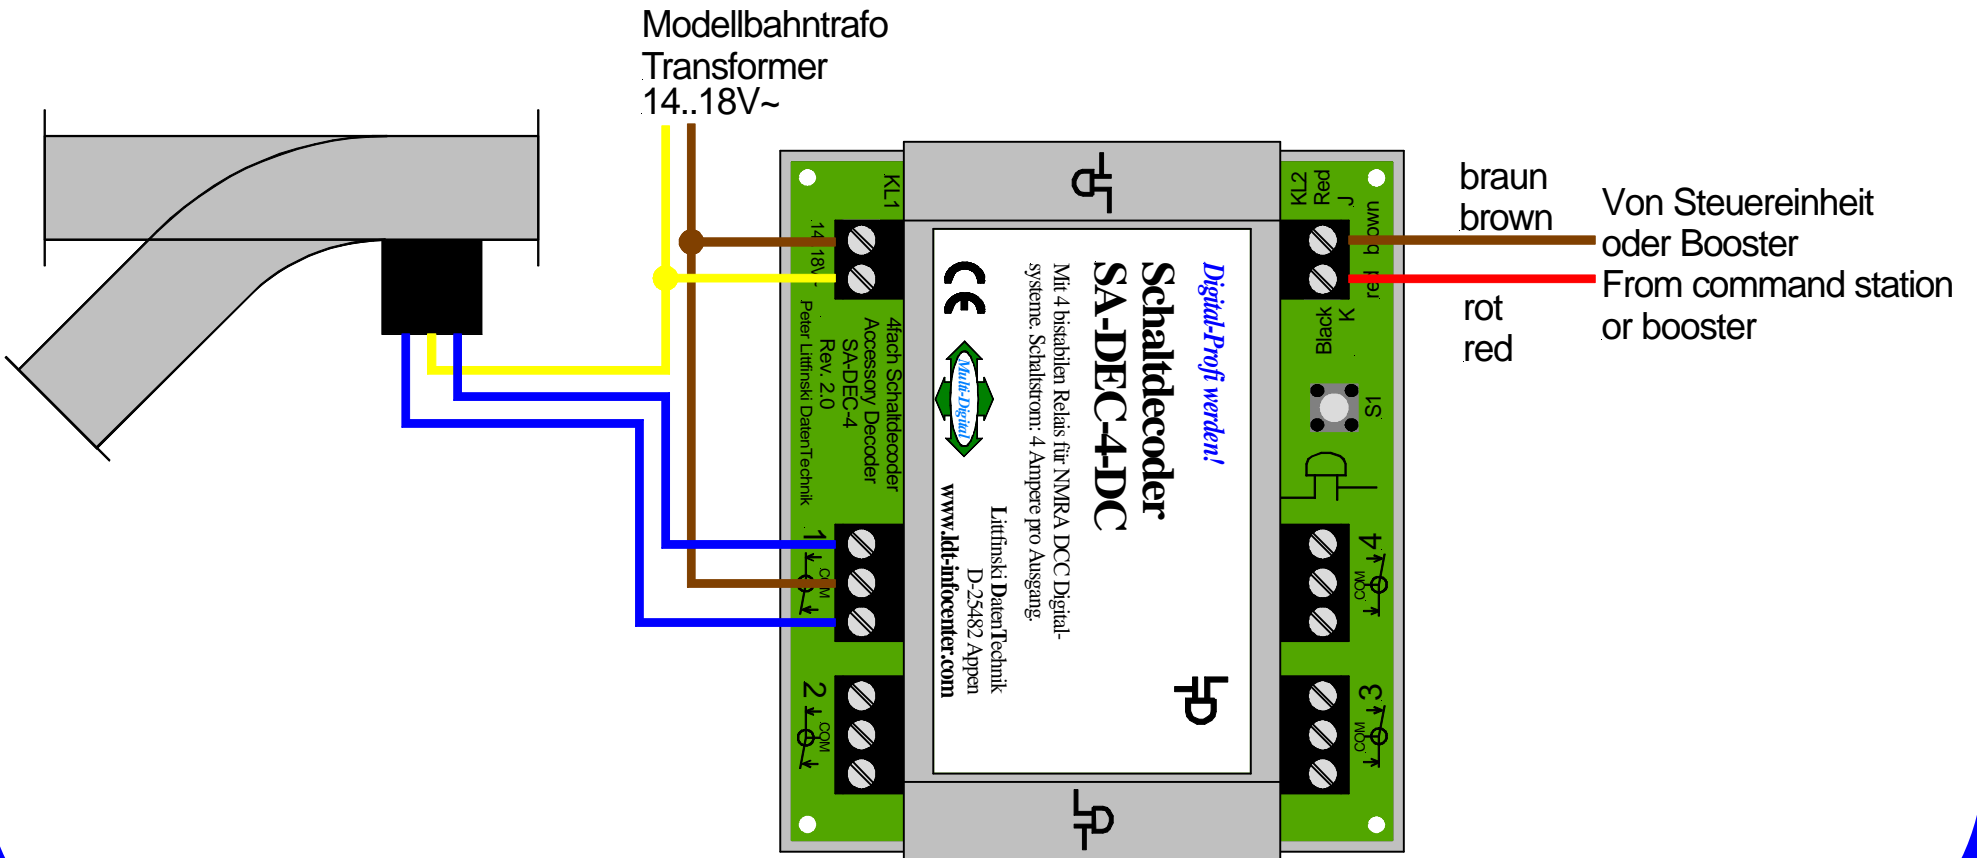 Modellbahntrafo
Transformer
14..18V~
KL1
14..18V~
4fach Schaltdecoder
Accessory Decoder
SA-DEC-4
Rev. 2.0
Peter Littfinski DatenTechnik
1
COM
2
COM
Digital-Profi werden!
Schaltdecoder
SA-DEC-4-DC
Mit 4 bistabilen Relais für NMRA DCC Digital-
systeme. Schaltstrom: 4 Ampere pro Ausgang.
CE
Multi-Digital
Littfinski DatenTechnik
D-25482 Appen
www.ldt-infocenter.com
LDT
KL2
Red
J
red brown
Black
K
S1
4
COM
3
COM
braun
brown
rot
red
Von Steuereinheit
oder Booster
From command station
or booster